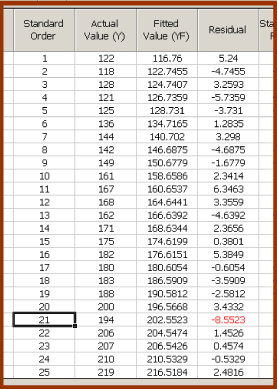 Standard Order Actual Value (Y) Fitted Value (YF) Residual Sta
1 122 116.76 5.24
2 118 122.7455 -4.7455
3 128 124.7407 3.2593
4 121 126.7359 -5.7359
5 125 128.731 -3.731
6 136 134.7165 1.2835
7 144 140.702 3.298
8 142 146.6875 -4.6875
9 149 150.6779 -1.6779
10 161 158.6586 2.3414
11 167 160.6537 6.3463
12 168 164.6441 3.3559
13 162 166.6392 -4.6392
14 171 168.6344 2.3656
15 175 174.6199 0.3801
16 182 176.6151 5.3849
17 180 180.6054 -0.6054
18 183 186.5909 -3.5909
19 188 190.5812 -2.5812
20 200 196.5668 3.4332
21 194 202.5523 -8.5523
22 206 204.5474 1.4526
23 207 206.5426 0.4574
24 210 210.5329 -0.5329
25 219 216.5184 2.4816